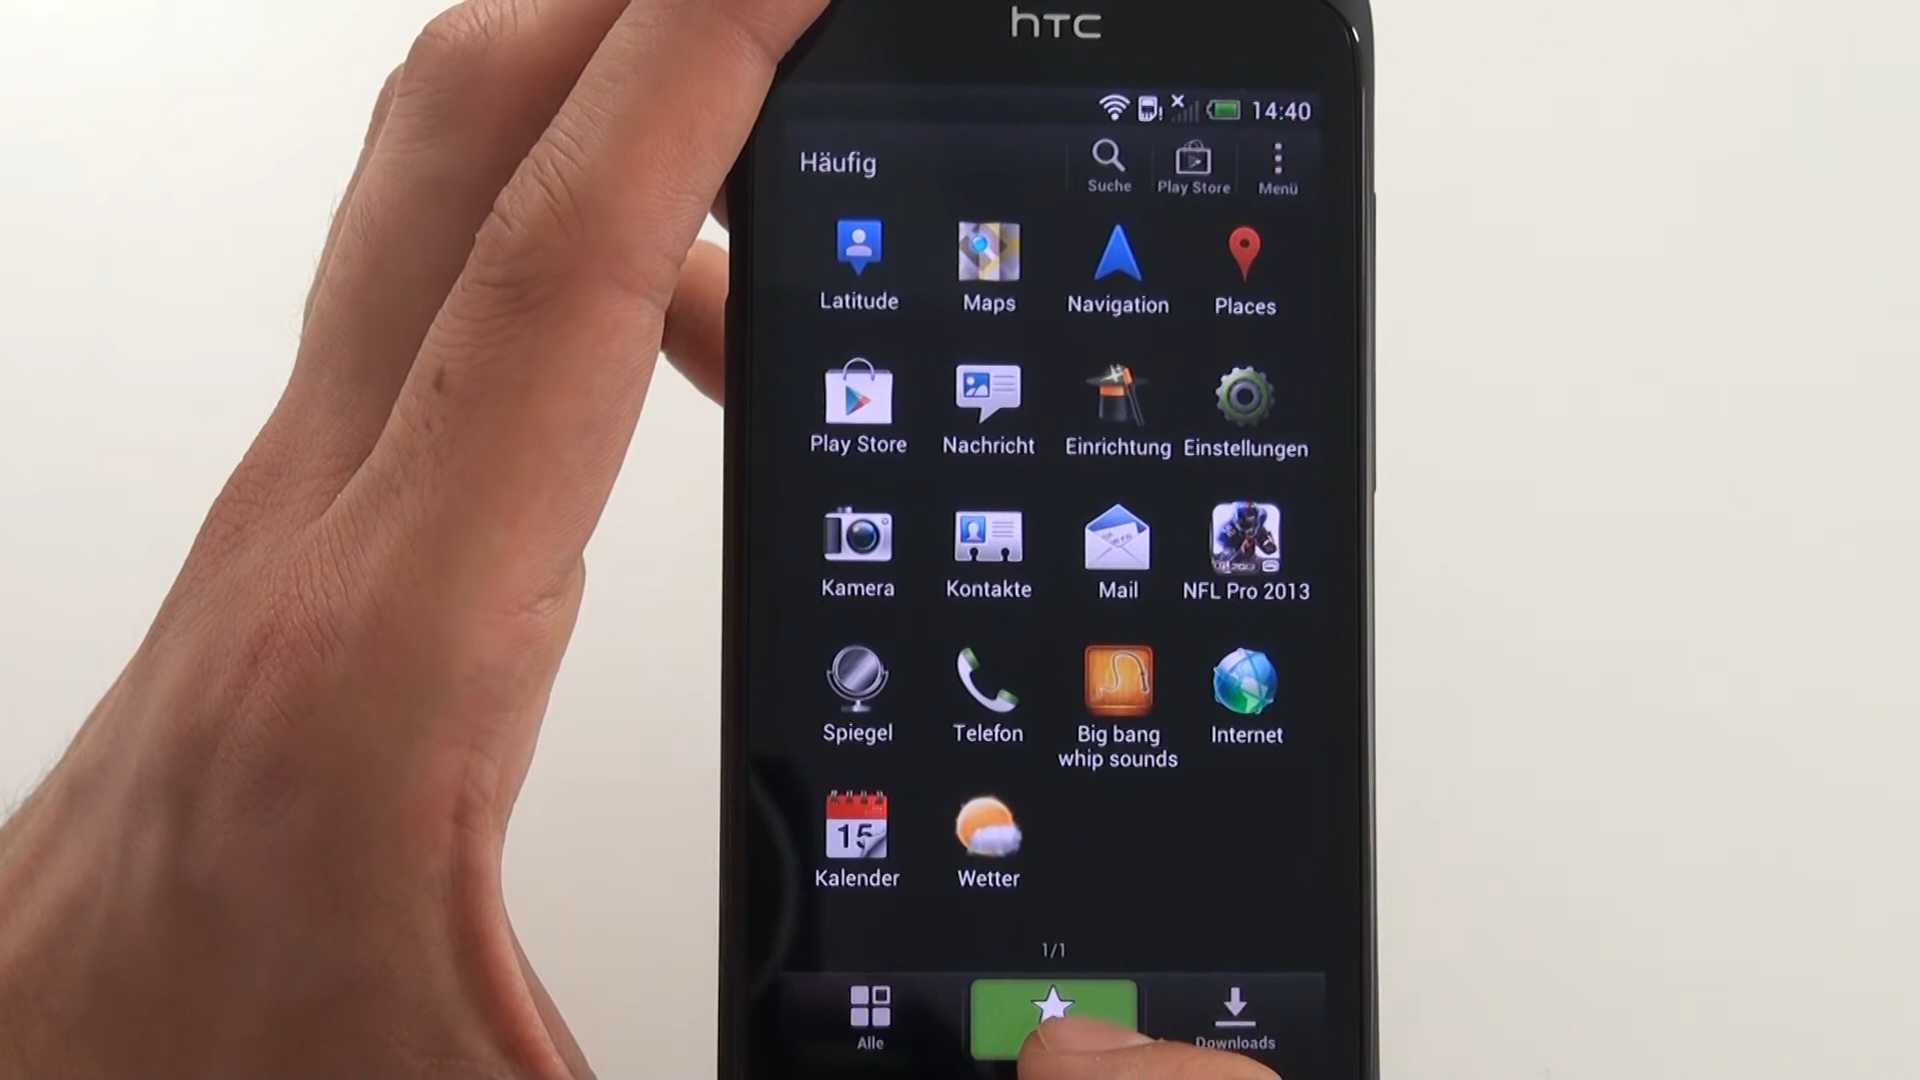 hTC
14:40
Häufig
Suche
Play Store
Menü
Latitude
Maps
Navigation
Places
Play Store
Nachricht
Einrichtung
Einstellungen
Kamera
Kontakte
Mail
NFL Pro 2013
Spiegel
Telefon
Big bang
whip sounds
Internet
15
Kalender
Wetter
1/1
Alle
Downloads